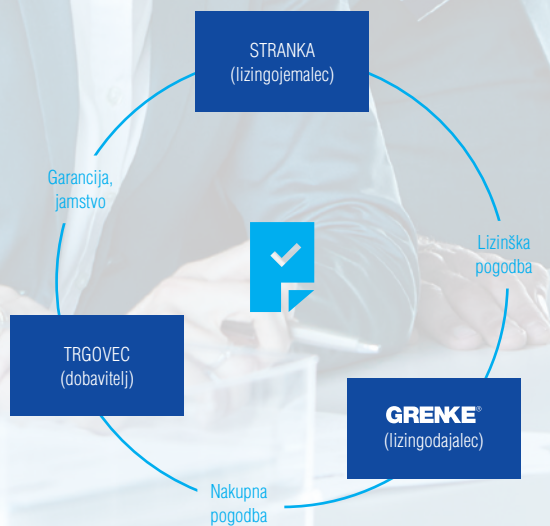 STRANKA
(lizingojemalec)
Garancija,
jamstvo
Lizinška
pogodba
TRGOVEC
(dobavitelj)
GRENKE®
(lizingodajalec)
Nakupna
pogodba